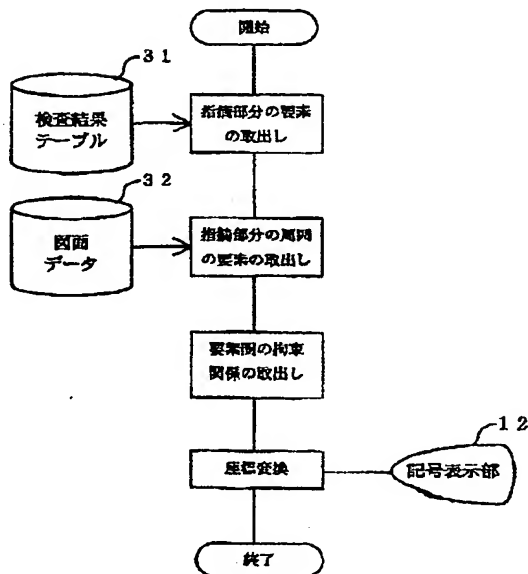 開始
31
検査結果
テーブル
指摘部分の要素
の取出し
32
図面
データ
指摘部分の周囲
の要素の取出し
要素間の拘束
関係の取出し
12
座標変換
記号表示部
終了